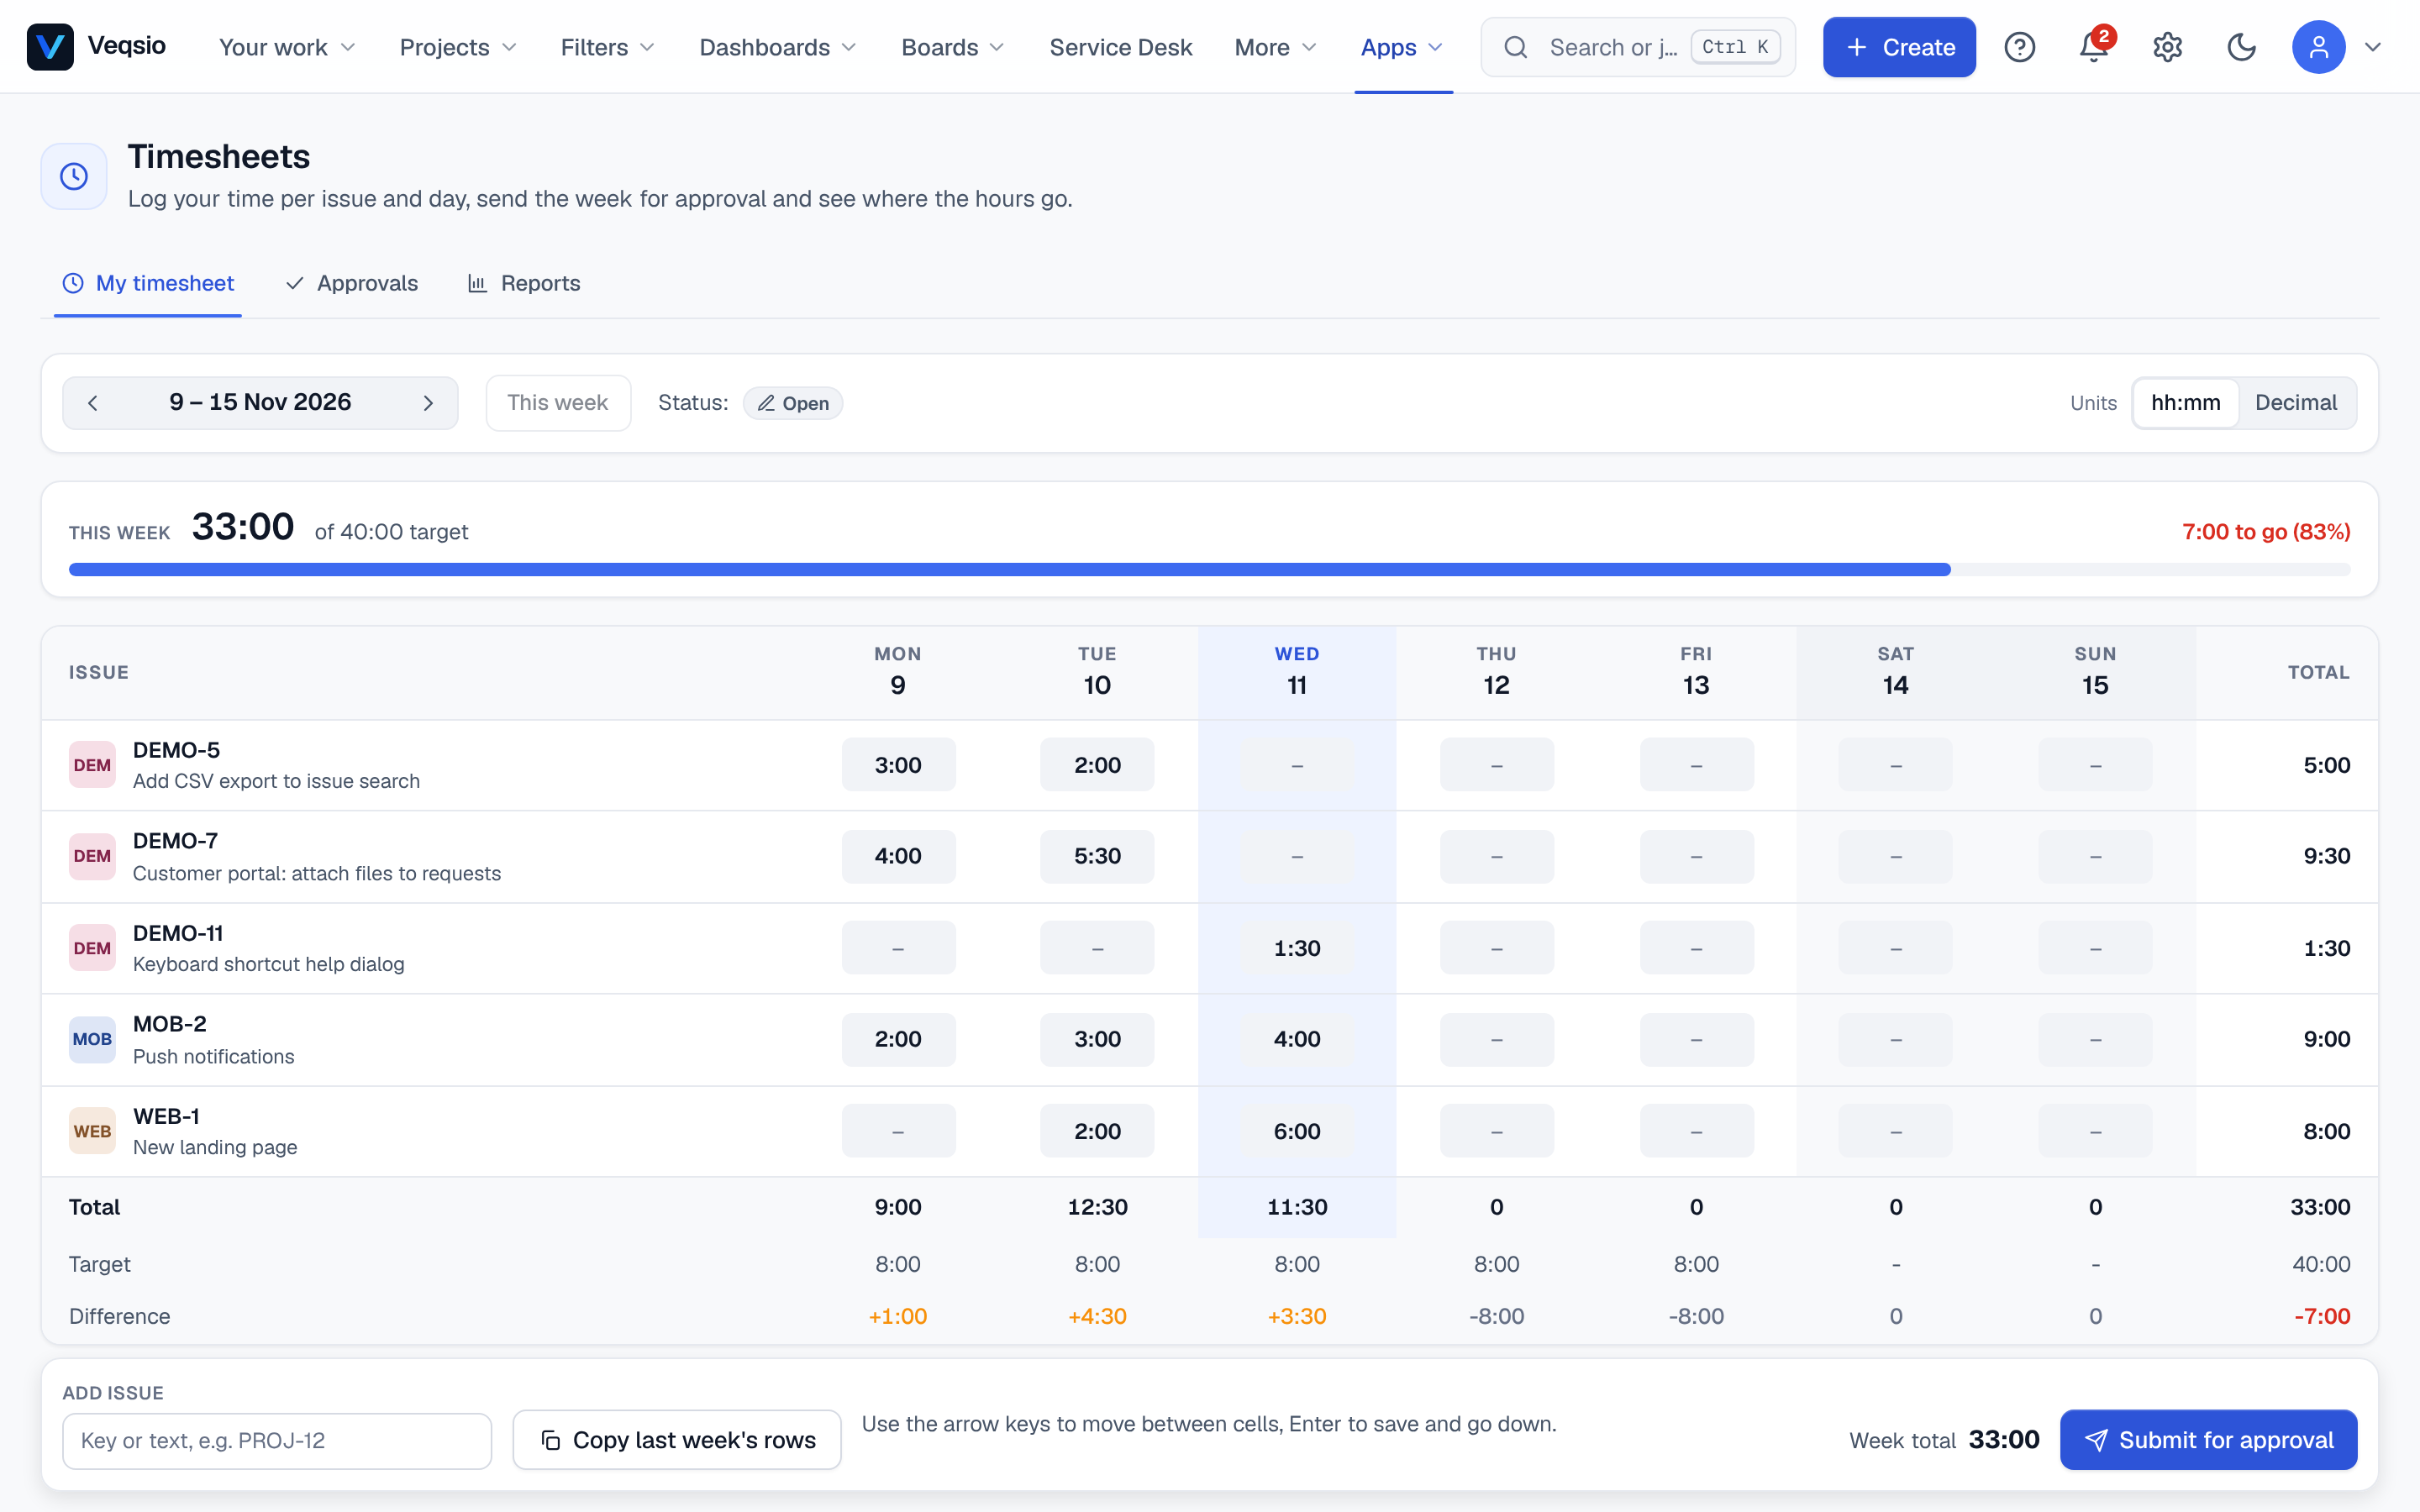 Veqsio Your work Projects Filters Dashboards Boards Service Desk More Apps Search or j... Ctrl K Create 2
Timesheets
Log your time per issue and day, send the week for approval and see where the hours go.
My timesheet Approvals Reports
9 – 15 Nov 2026 This week Status: Open Units hh:mm Decimal
THIS WEEK 33:00 of 40:00 target 7:00 to go (83%)
ISSUE MON 9 TUE 10 WED 11 THU 12 FRI 13 SAT 14 SUN 15 TOTAL
DEM DEMO-5 3:00 2:00 – – – – – 5:00
Add CSV export to issue search
DEM DEMO-7 4:00 5:30 – – – – – 9:30
Customer portal: attach files to requests
DEM DEMO-11 – – 1:30 – – – – 1:30
Keyboard shortcut help dialog
MOB MOB-2 2:00 3:00 4:00 – – – – 9:00
Push notifications
WEB WEB-1 – 2:00 6:00 – – – – 8:00
New landing page
Total 9:00 12:30 11:30 0 0 0 0 33:00
Target 8:00 8:00 8:00 8:00 8:00 - - 40:00
Difference +1:00 +4:30 +3:30 -8:00 -8:00 0 0 -7:00
ADD ISSUE
Key or text, e.g. PROJ-12 Copy last week's rows Use the arrow keys to move between cells, Enter to save and go down. Week total 33:00 Submit for approval